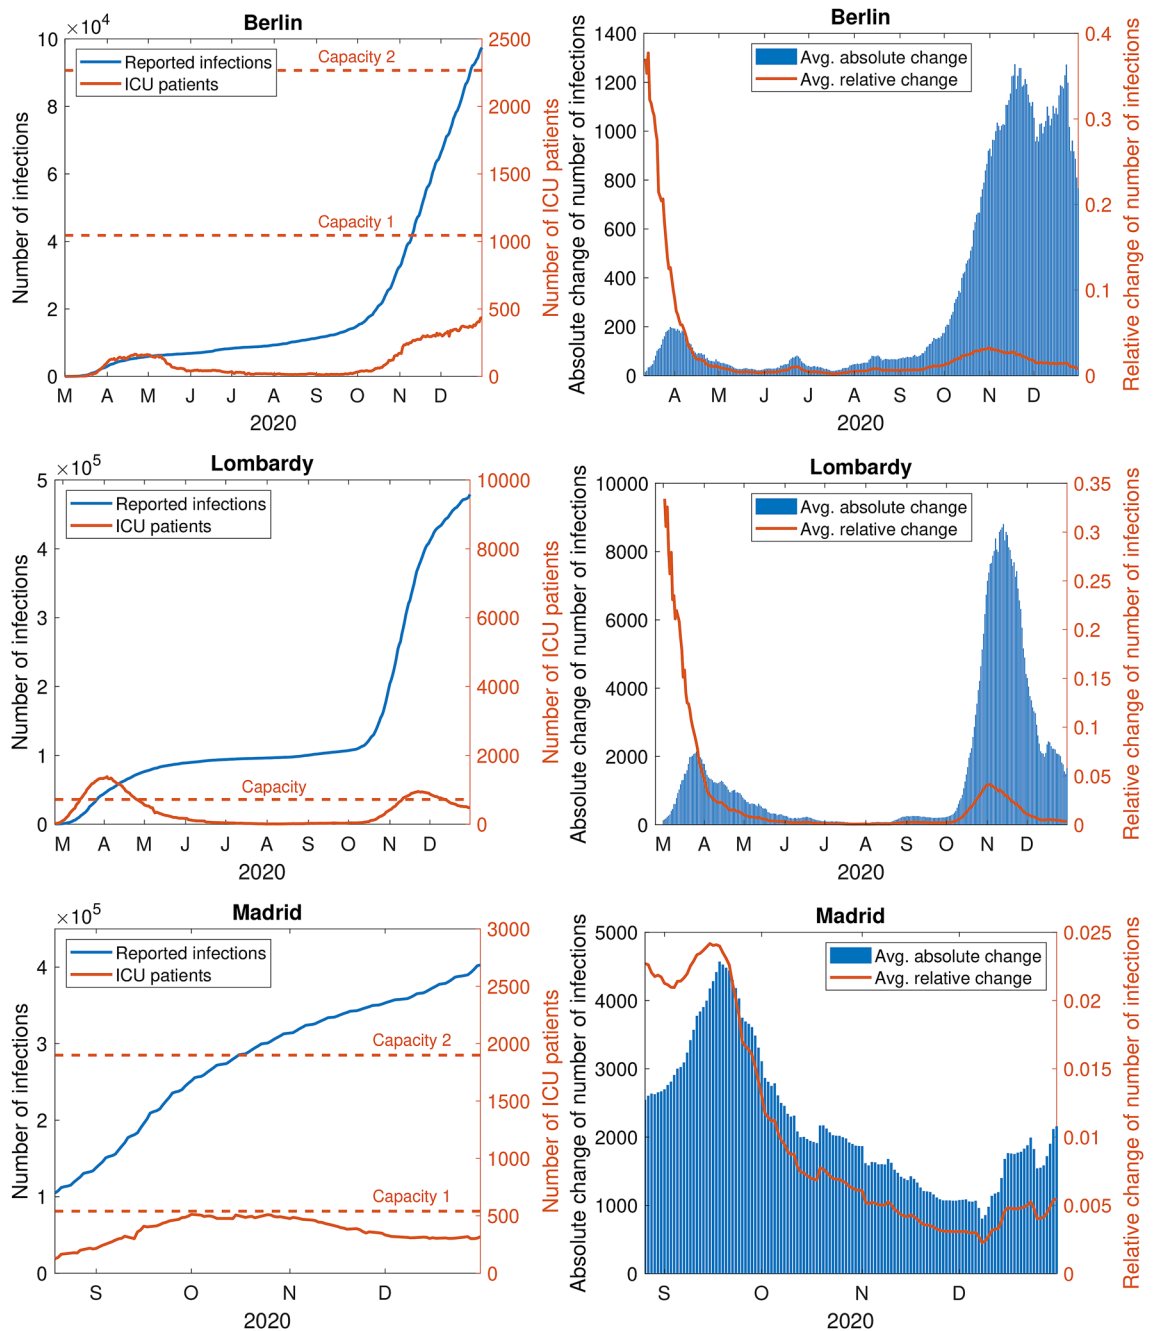 Berlin
×10⁴
10
8
6
4
2
0
2500
2000
1500
1000
500
0
Reported infections
ICU patients
Capacity 2
Capacity 1
Number of infections
Number of ICU patients
M A M J J A S O N D
2020
Berlin
1400
1200
1000
800
600
400
200
0
0.4
0.3
0.2
0.1
0
Avg. absolute change
Avg. relative change
Absolute change of number of infections
Relative change of number of infections
A M J J A S O N D
2020
Lombardy
×10⁵
5
4
3
2
1
0
10000
8000
6000
4000
2000
0
Reported infections
ICU patients
Capacity
Number of infections
Number of ICU patients
M A M J J A S O N D
2020
Lombardy
10000
8000
6000
4000
2000
0
0.35
0.3
0.25
0.2
0.15
0.1
0.05
0
Avg. absolute change
Avg. relative change
Absolute change of number of infections
Relative change of number of infections
M A M J J A S O N D
2020
Madrid
×10⁵
4
3
2
1
0
3000
2500
2000
1500
1000
500
0
Reported infections
ICU patients
Capacity 2
Capacity 1
Number of infections
Number of ICU patients
S O N D
2020
Madrid
5000
4000
3000
2000
1000
0
0.025
0.02
0.015
0.01
0.005
0
Avg. absolute change
Avg. relative change
Absolute change of number of infections
Relative change of number of infections
S O N D
2020